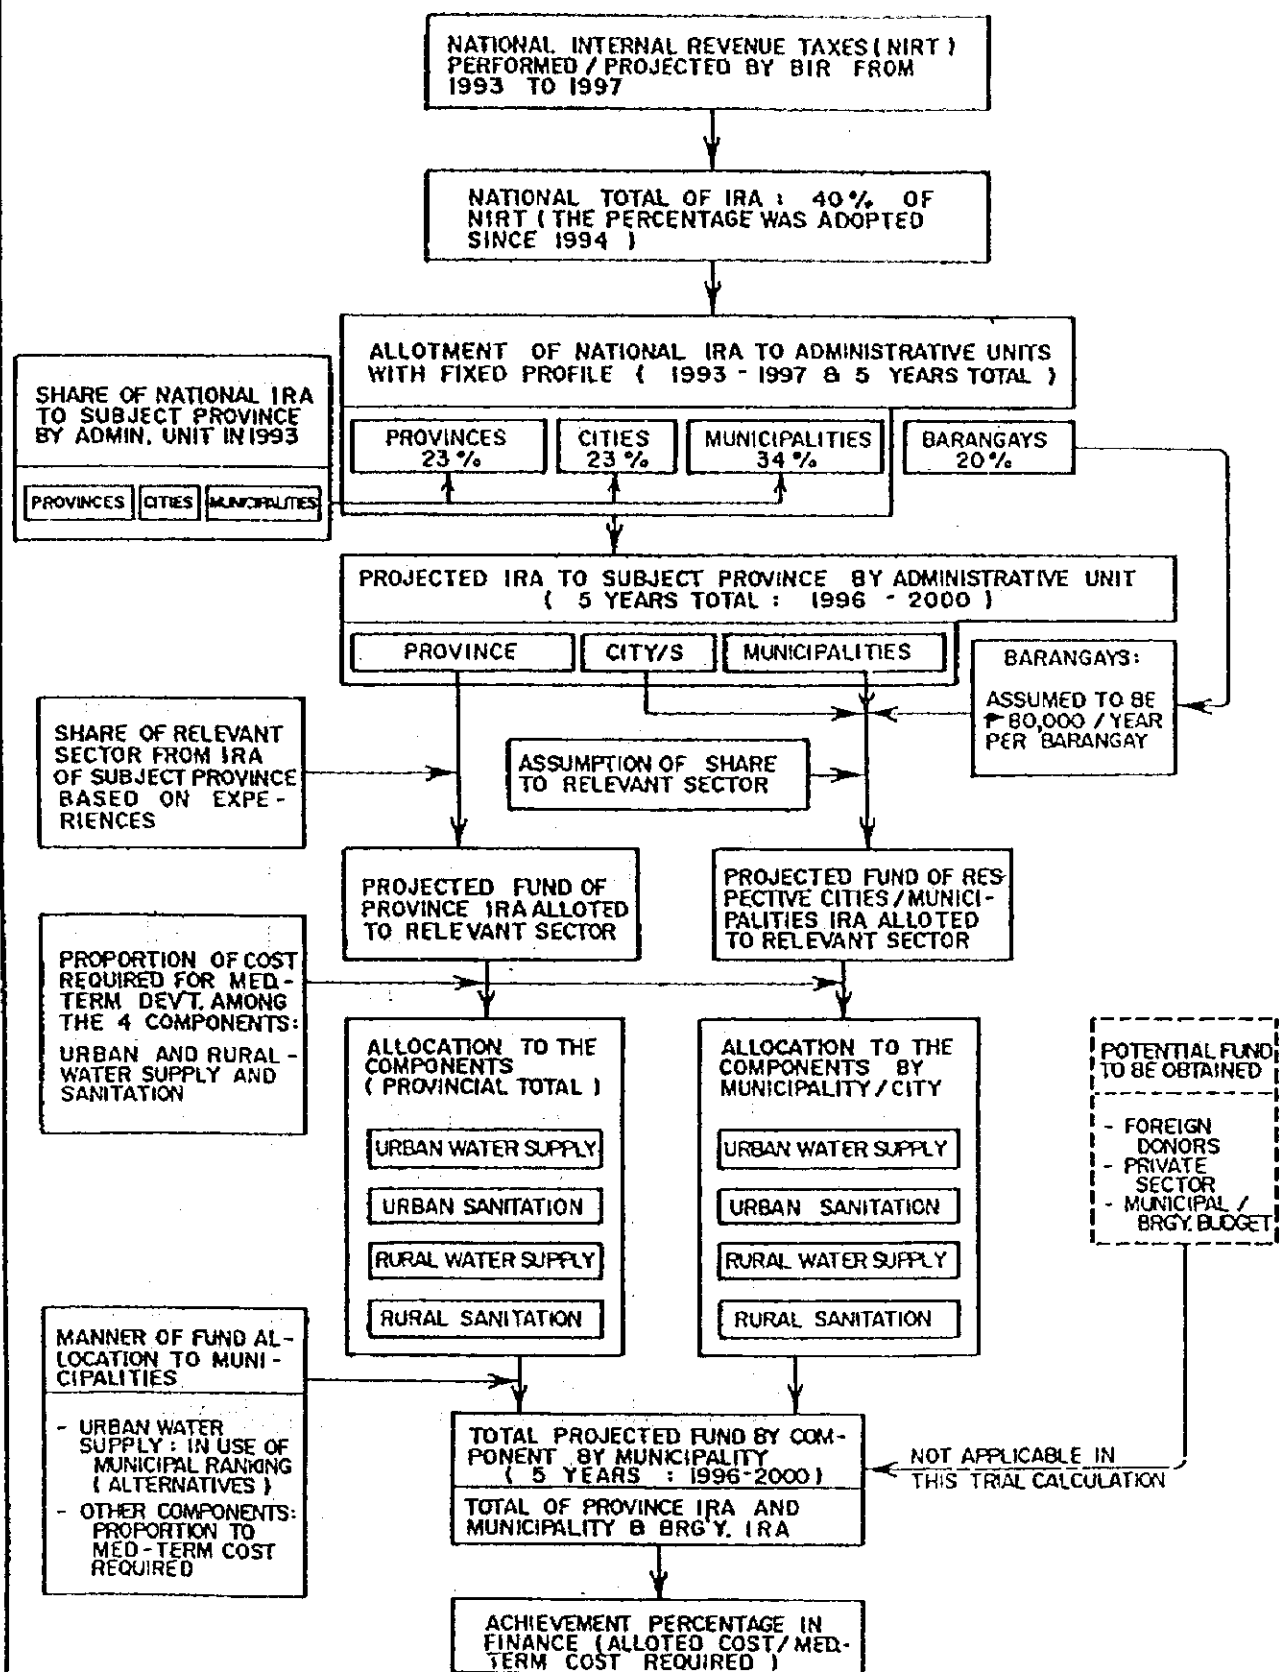 NATIONAL INTERNAL REVENUE TAXES (NIRT)
PERFORMED / PROJECTED BY BIR FROM
1993 TO 1997
NATIONAL TOTAL OF IRA : 40% OF
NIRT (THE PERCENTAGE WAS ADOPTED
SINCE 1994 )
ALLOTMENT OF NATIONAL IRA TO ADMINISTRATIVE UNITS
WITH FIXED PROFILE ( 1993 - 1997 & 5 YEARS TOTAL )
PROVINCES
23 %
CITIES
23 %
MUNICIPALITIES
34 %
BARANGAYS
20 %
SHARE OF NATIONAL IRA
TO SUBJECT PROVINCE
BY ADMIN. UNIT IN 1993
PROVINCES
CITIES
MUNICIPALITIES
PROJECTED IRA TO SUBJECT PROVINCE BY ADMINISTRATIVE UNIT
( 5 YEARS TOTAL : 1996 - 2000 )
PROVINCE
CITY/S
MUNICIPALITIES
BARANGAYS:
ASSUMED TO BE
₱ 80,000 / YEAR
PER BARANGAY
SHARE OF RELEVANT
SECTOR FROM IRA
OF SUBJECT PROVINCE
BASED ON EXPE-
RIENCES
ASSUMPTION OF SHARE
TO RELEVANT SECTOR
PROJECTED FUND OF
PROVINCE IRA ALLOTED
TO RELEVANT SECTOR
PROJECTED FUND OF RES-
PECTIVE CITIES/MUNICI-
PALITIES IRA ALLOTED
TO RELEVANT SECTOR
PROPORTION OF COST
REQUIRED FOR MED.-
TERM DEV'T. AMONG
THE 4 COMPONENTS:
URBAN AND RURAL -
WATER SUPPLY AND
SANITATION
ALLOCATION TO THE
COMPONENTS
( PROVINCIAL TOTAL )
URBAN WATER SUPPLY
URBAN SANITATION
RURAL WATER SUPPLY
RURAL SANITATION
ALLOCATION TO THE
COMPONENTS BY
MUNICIPALITY/CITY
URBAN WATER SUPPLY
URBAN SANITATION
RURAL WATER SUPPLY
RURAL SANITATION
POTENTIAL FUND
TO BE OBTAINED
- FOREIGN
DONORS
- PRIVATE
SECTOR
- MUNICIPAL /
BRGY. BUDGET
MANNER OF FUND AL-
LOCATION TO MUNI -
CIPALITIES
- URBAN WATER
SUPPLY : IN USE OF
MUNICIPAL RANKING
( ALTERNATIVES )
- OTHER COMPONENTS:
PROPORTION TO
MED - TERM COST
REQUIRED
TOTAL PROJECTED FUND BY COM-
PONENT BY MUNICIPALITY
( 5 YEARS : 1996-2000)
TOTAL OF PROVINCE IRA AND
MUNICIPALITY & BRG'Y. IRA
NOT APPLICABLE IN
THIS TRIAL CALCULATION
ACHIEVEMENT PERCENTAGE IN
FINANCE (ALLOTED COST/MED.-
TERM COST REQUIRED )